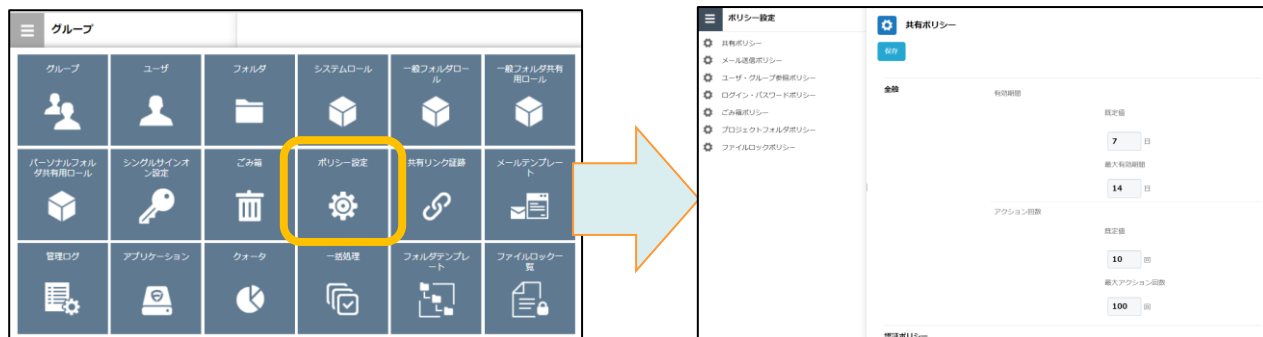 グループ
グループ
ユーザ
フォルダ
システムロール
一般フォルダロー
ル
一般フォルダ共有
用ロール
パーソナルフォル
ダ共有用ロール
シングルサインオ
ン設定
ごみ箱
ポリシー設定
共有リンク証跡
メールテンプレー
ト
管理ログ
アプリケーション
クォータ
一括処理
フォルダテンプレ
ート
ファイルロック一
覧
ポリシー設定
共有ポリシー
メール送信ポリシー
ユーザ・グループ参照ポリシー
ログイン・パスワードポリシー
ごみ箱ポリシー
プロジェクトフォルダポリシー
ファイルロックポリシー
共有ポリシー
保存
全般
有効期間
既定値
7 日
最大有効期間
14 日
アクション回数
既定値
10 回
最大アクション回数
100 回
認証ポリシー